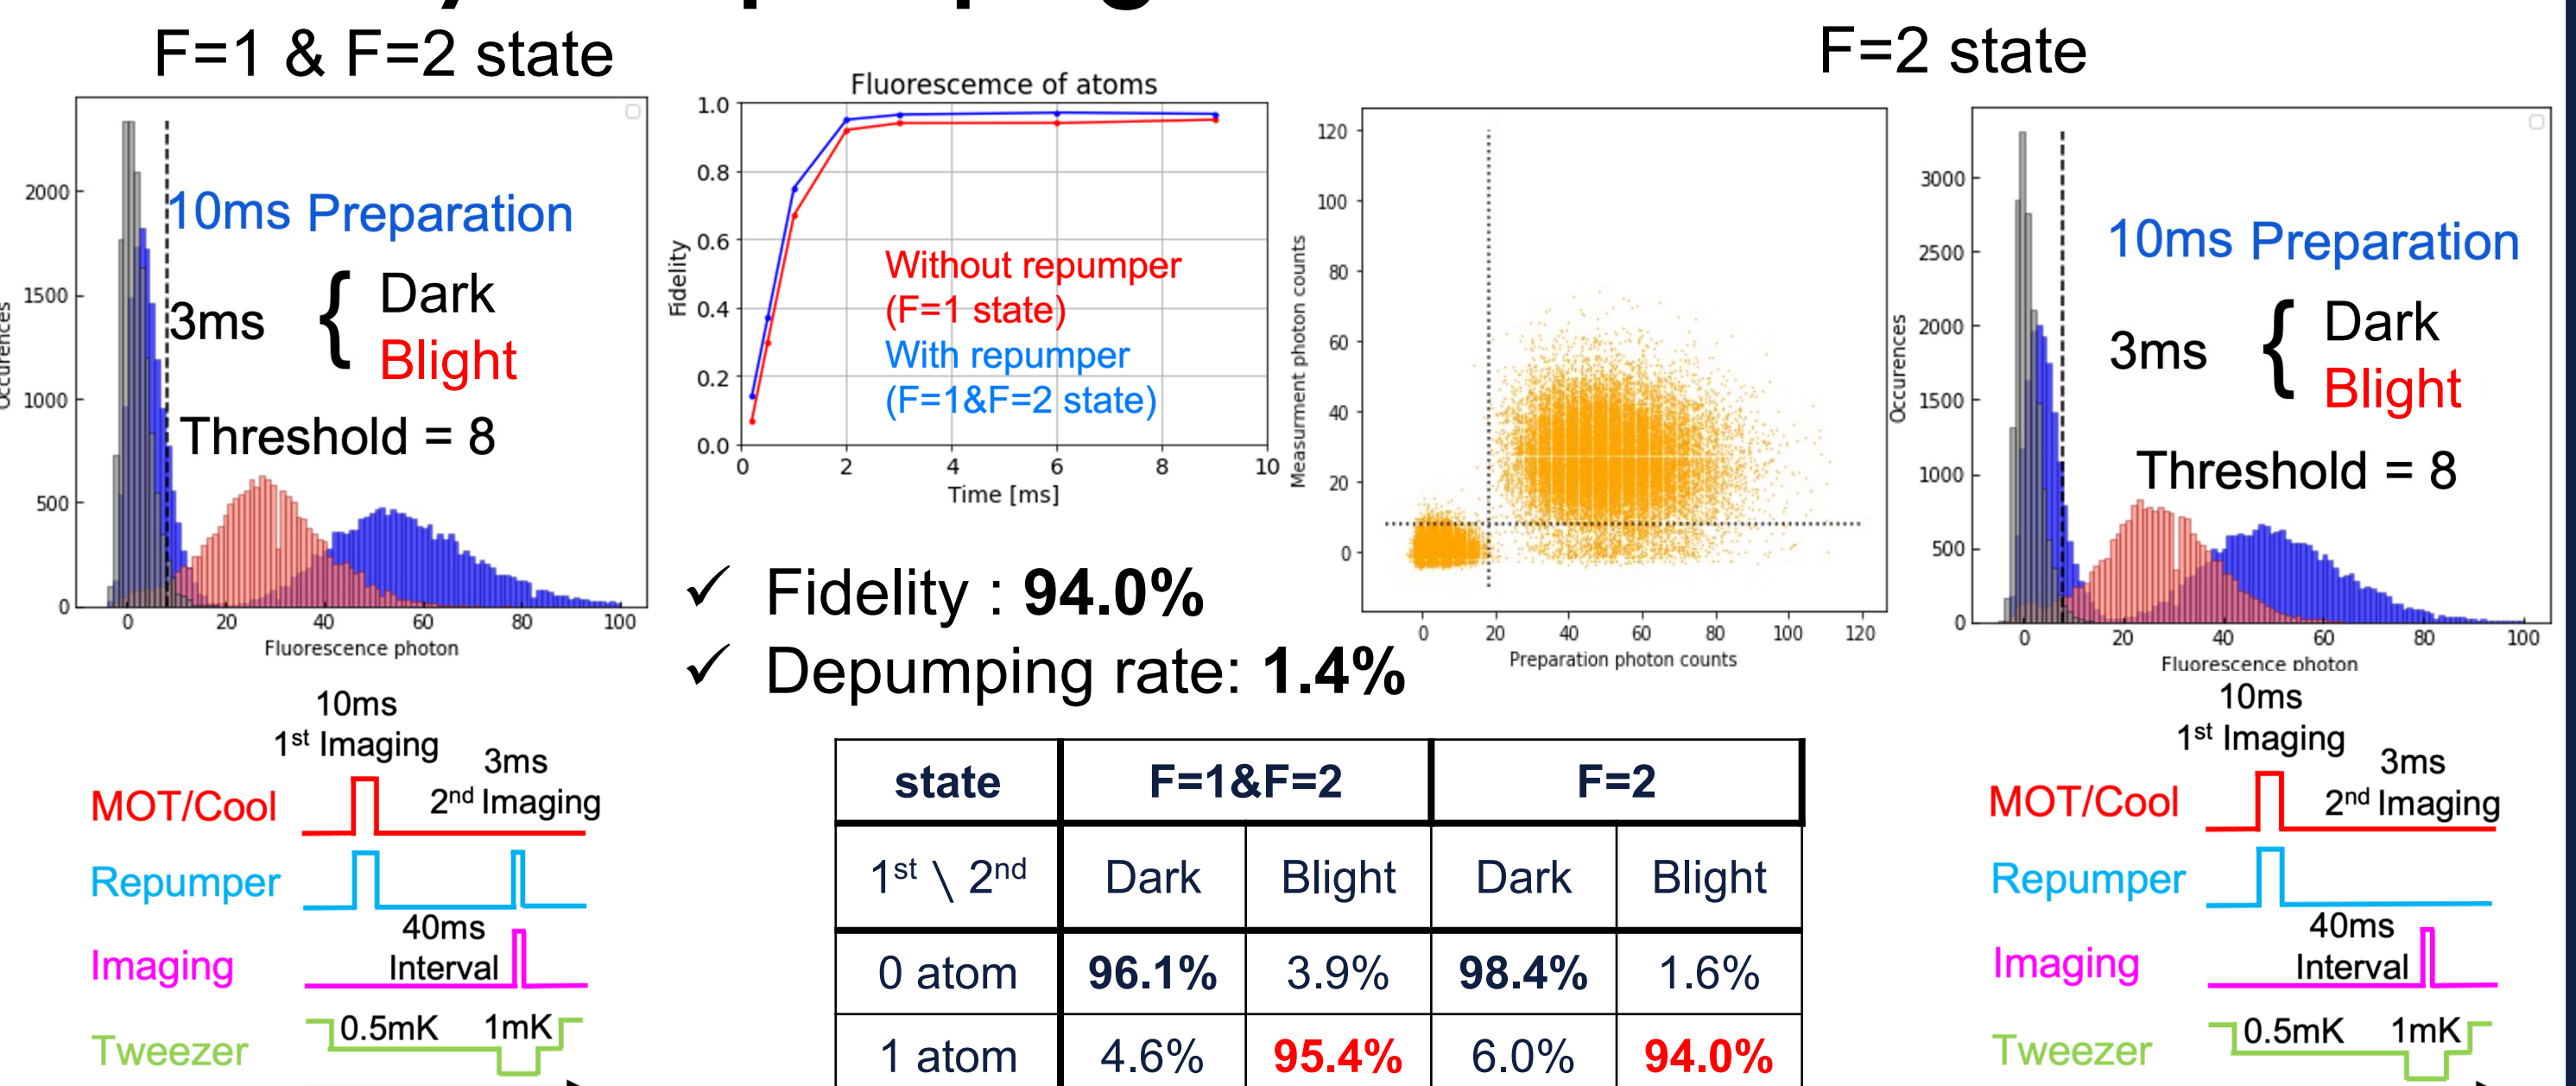 F=1 & F=2 state
2000
1500
1000
500
0
Occurences
10ms Preparation
3ms { Dark
Blight
Threshold = 8
0 20 40 60 80 100
Fluorescence photon
Fluorescemce of atoms
1.0
0.8
0.6
0.4
0.2
0.0
Fidelity
Without repumper
(F=1 state)
With repumper
(F=1&F=2 state)
0 2 4 6 8 10
Time [ms]
120
100
80
60
40
20
0
Measurment photon counts
0 20 40 60 80 100 120
Preparation photon counts
F=2 state
3000
2500
2000
1500
1000
500
0
Occurences
10ms Preparation
3ms { Dark
Blight
Threshold = 8
0 20 40 60 80 100
Fluorescence photon
✓ Fidelity : 94.0%
✓ Depumping rate: 1.4%
10ms
1st Imaging
3ms
2nd Imaging
MOT/Cool
Repumper
40ms
Interval
Imaging
0.5mK 1mK
Tweezer
state F=1&F=2 F=2
1st \ 2nd Dark Blight Dark Blight
0 atom 96.1% 3.9% 98.4% 1.6%
1 atom 4.6% 95.4% 6.0% 94.0%
10ms
1st Imaging
3ms
2nd Imaging
MOT/Cool
Repumper
40ms
Interval
Imaging
0.5mK 1mK
Tweezer